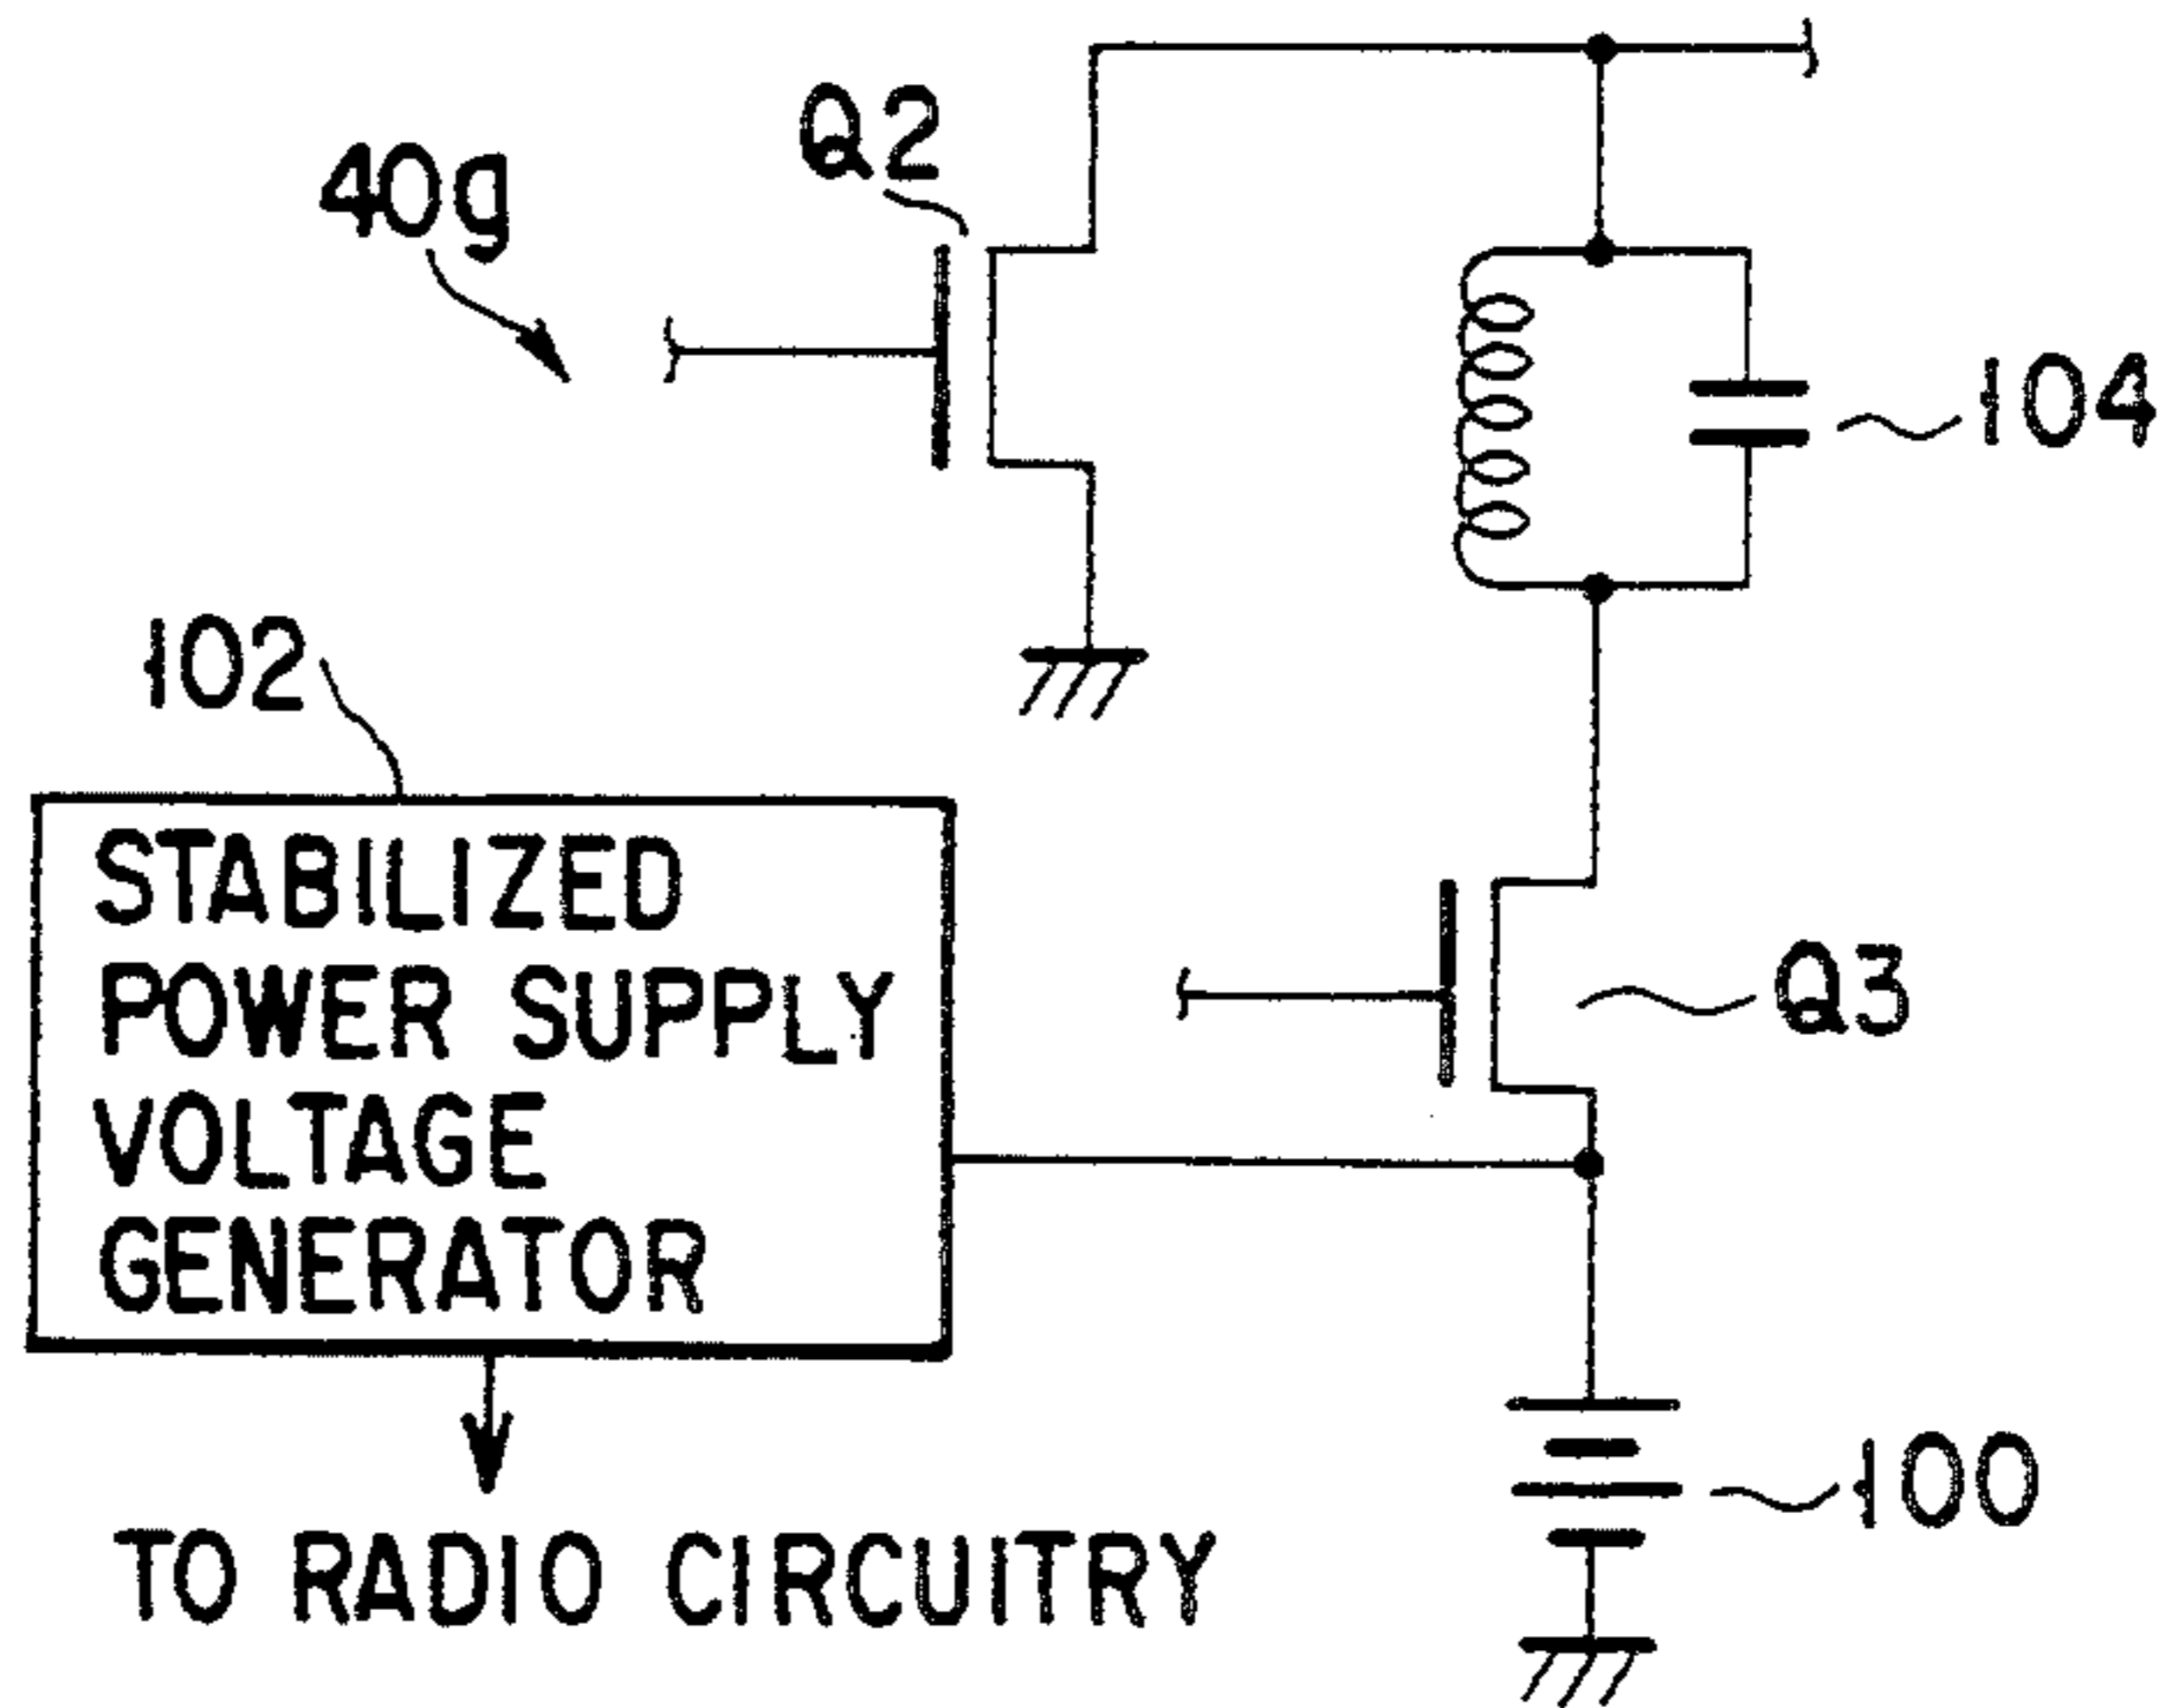 Q2
40g
104
102
STABILIZED
POWER SUPPLY
VOLTAGE
GENERATOR
Q3
100
TO RADIO CIRCUITRY